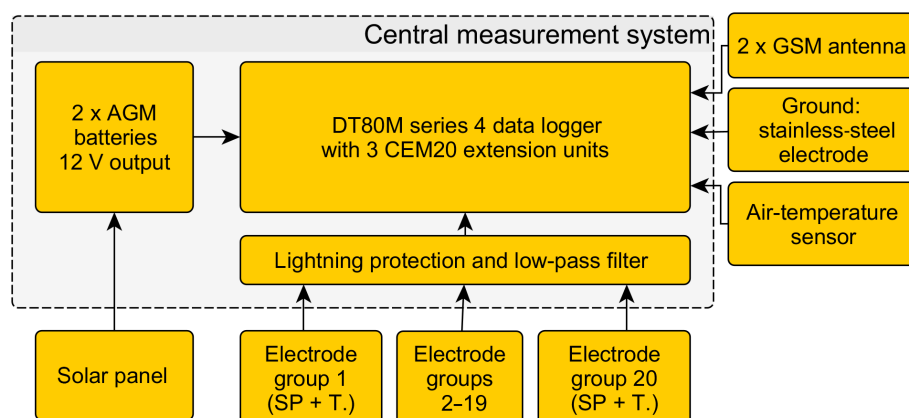 Central measurement system
2 x AGM
batteries
12 V output
DT80M series 4 data logger
with 3 CEM20 extension units
2 x GSM antenna
Ground:
stainless-steel
electrode
Air-temperature
sensor
Lightning protection and low-pass filter
Solar panel
Electrode
group 1
(SP + T.)
Electrode
groups
2–19
Electrode
group 20
(SP + T.)